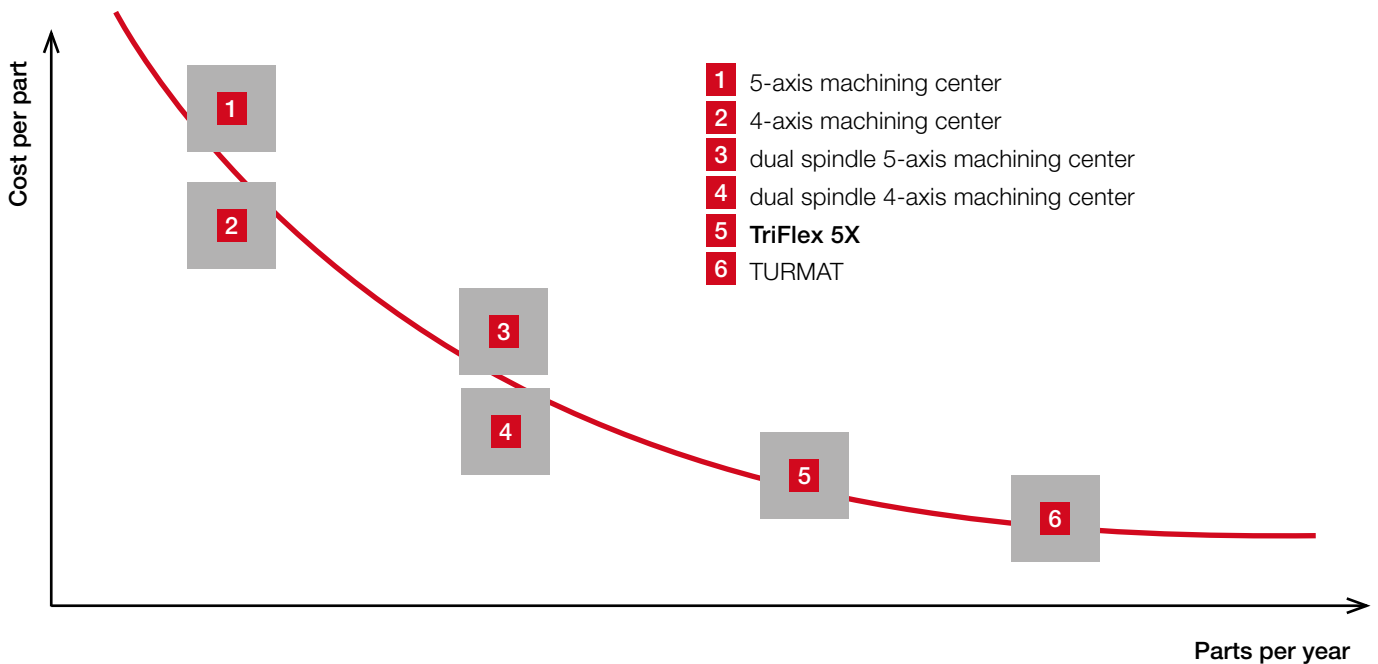 Cost per part
1
2
3
4
5
6
1 5-axis machining center
2 4-axis machining center
3 dual spindle 5-axis machining center
4 dual spindle 4-axis machining center
5 TriFlex 5X
6 TURMAT
Parts per year